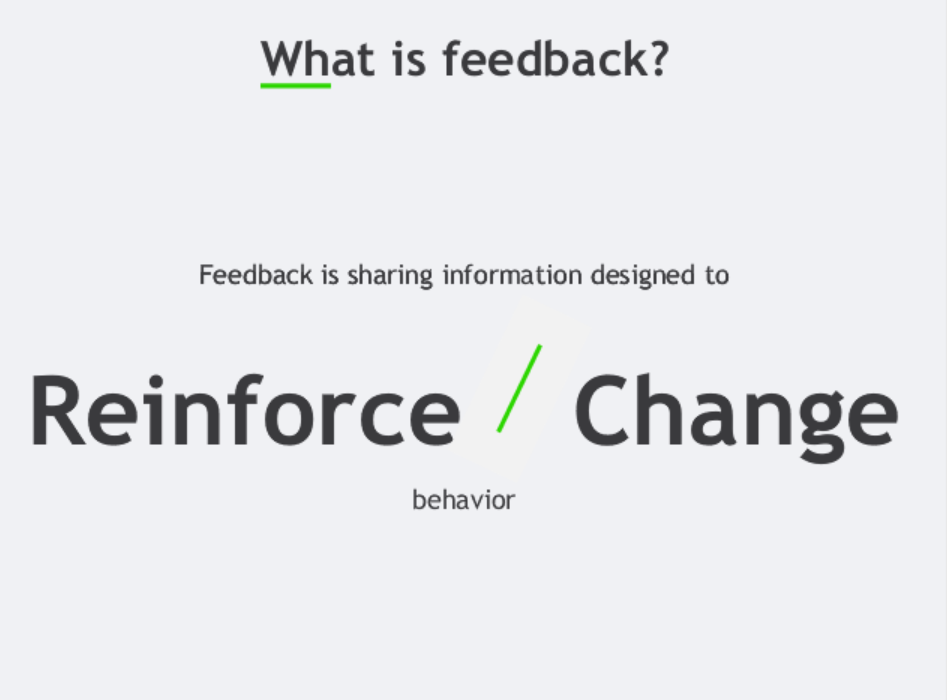 What is feedback?
Feedback is sharing information designed to
Reinforce / Change
behavior